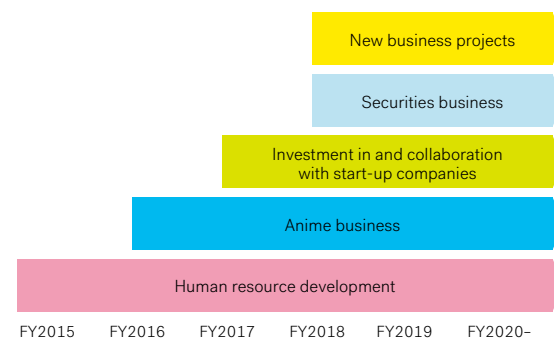 New business projects
Securities business
Investment in and collaboration
with start-up companies
Anime business
Human resource development
FY2015 FY2016 FY2017 FY2018 FY2019 FY2020–